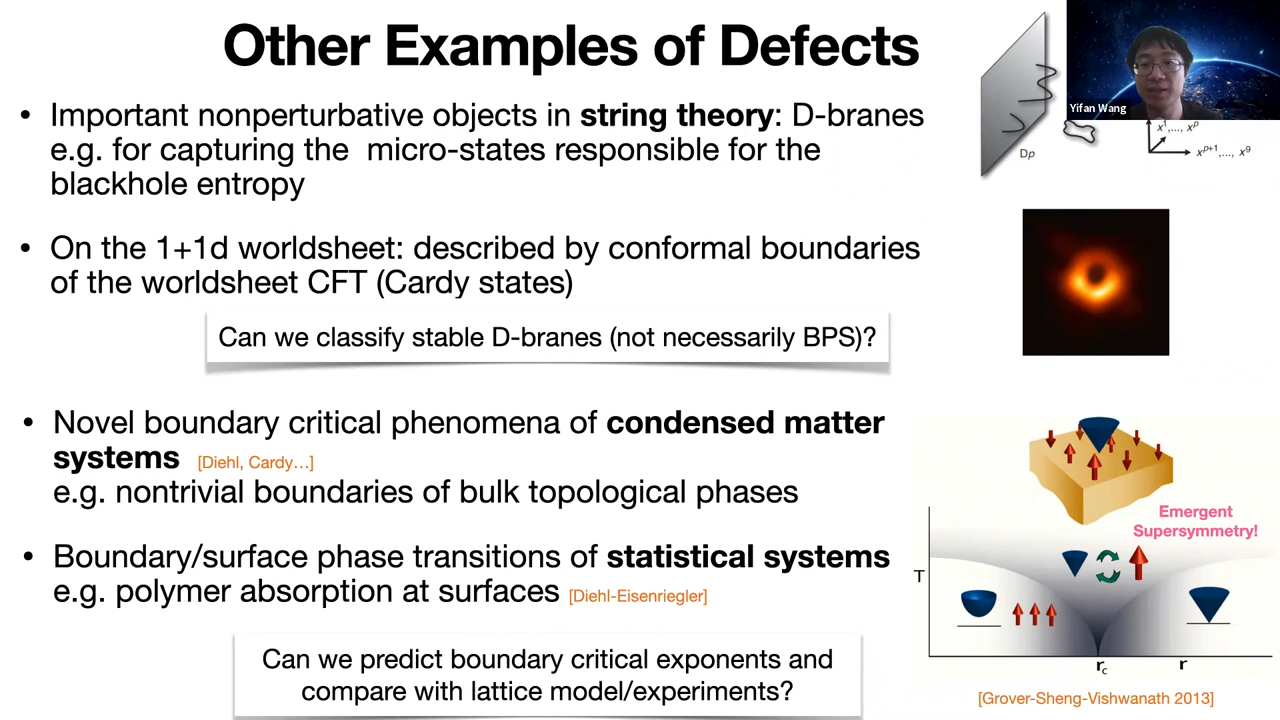 Other Examples of Defects
• Important nonperturbative objects in string theory: D-branes
e.g. for capturing the micro-states responsible for the
blackhole entropy
• On the 1+1d worldsheet: described by conformal boundaries
of the worldsheet CFT (Cardy states)
Can we classify stable D-branes (not necessarily BPS)?
• Novel boundary critical phenomena of condensed matter
systems [Diehl, Cardy…]
e.g. nontrivial boundaries of bulk topological phases
• Boundary/surface phase transitions of statistical systems
e.g. polymer absorption at surfaces [Diehl-Eisenriegler]
Can we predict boundary critical exponents and
compare with lattice model/experiments?
Yifan Wang
Dp
x¹,..., xᵖ
xᵖ⁺¹,..., x⁹
Emergent
Supersymmetry!
T
r_c
r
[Grover-Sheng-Vishwanath 2013]